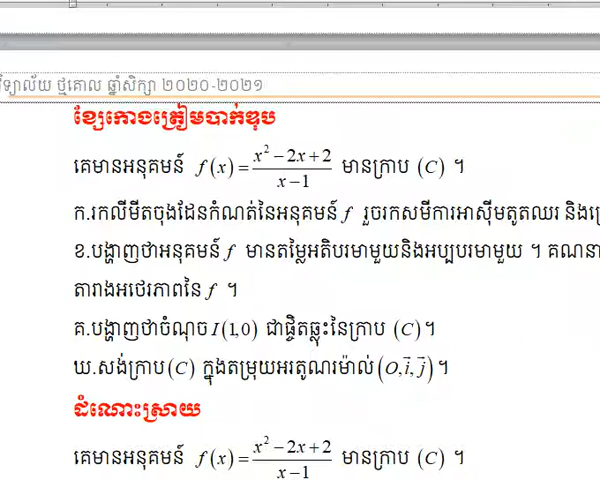 វិទ្យាល័យ ថ្មគោល ឆ្នាំសិក្សា ២០២០-២០២១
ខ្សែកោងត្រៀមបាក់ឌុប
គេមានអនុគមន៍ f(x)=\frac{x^2-2x+2}{x-1} មានក្រាប (C) ។
ក.រកលីមីតចុងដែនកំណត់នៃអនុគមន៍ f រួចរកសមីការអាស៊ីមតូតឈរ និង
ខ.បង្ហាញថាអនុគមន៍ f មានតម្លៃអតិបរមាមួយនិងអប្បបរមាមួយ ។ គណនា
តារាងអថេរភាពនៃ f ។
គ.បង្ហាញថាចំណុច I(1,0) ជាផ្ចិតឆ្លុះនៃក្រាប (C)។
ឃ.សង់ក្រាប (C) ក្នុងតម្រុយអរតូណរម៉ាល់ (O,\vec{i},\vec{j})។
ដំណោះស្រាយ
គេមានអនុគមន៍ f(x)=\frac{x^2-2x+2}{x-1} មានក្រាប (C) ។